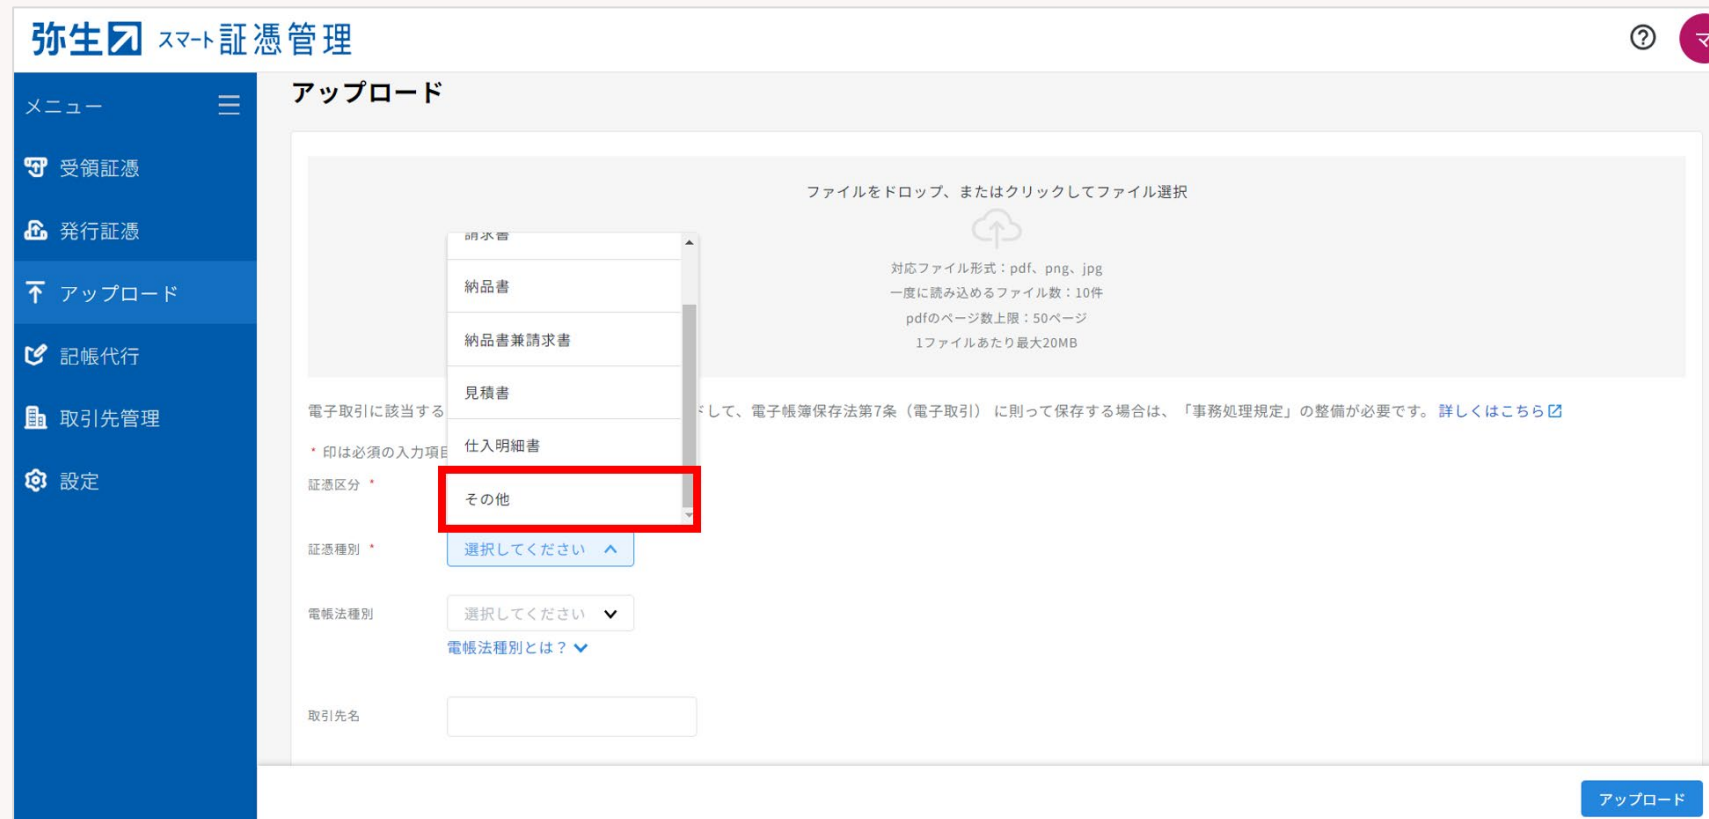 弥生 スマート証憑管理
マ
メニュー
受領証憑
発行証憑
アップロード
記帳代行
取引先管理
設定
アップロード
ファイルをドロップ、またはクリックしてファイル選択
対応ファイル形式：pdf、png、jpg
一度に読み込めるファイル数：10件
pdfのページ数上限：50ページ
1ファイルあたり最大20MB
請求書
納品書
納品書兼請求書
見積書
仕入明細書
その他
電子取引に該当する
ドして、電子帳簿保存法第7条（電子取引） に則って保存する場合は、「事務処理規定」の整備が必要です。 詳しくはこちら
* 印は必須の入力項目
証憑区分 *
証憑種別 * 選択してください
電帳法種別 選択してください
電帳法種別とは？
取引先名
アップロード